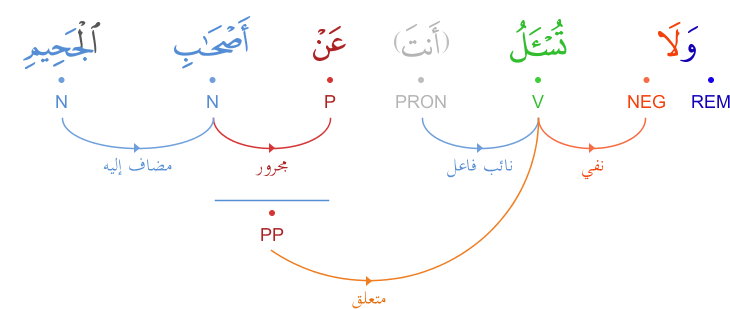 وَلَا تُسْـَٔلُ (أَنتَ) عَنْ أَصْحَـٰبِ ٱلْجَحِيمِ
REM NEG V PRON P N N
نفي نائب فاعل مجرور مضاف إليه
PP
متعلق